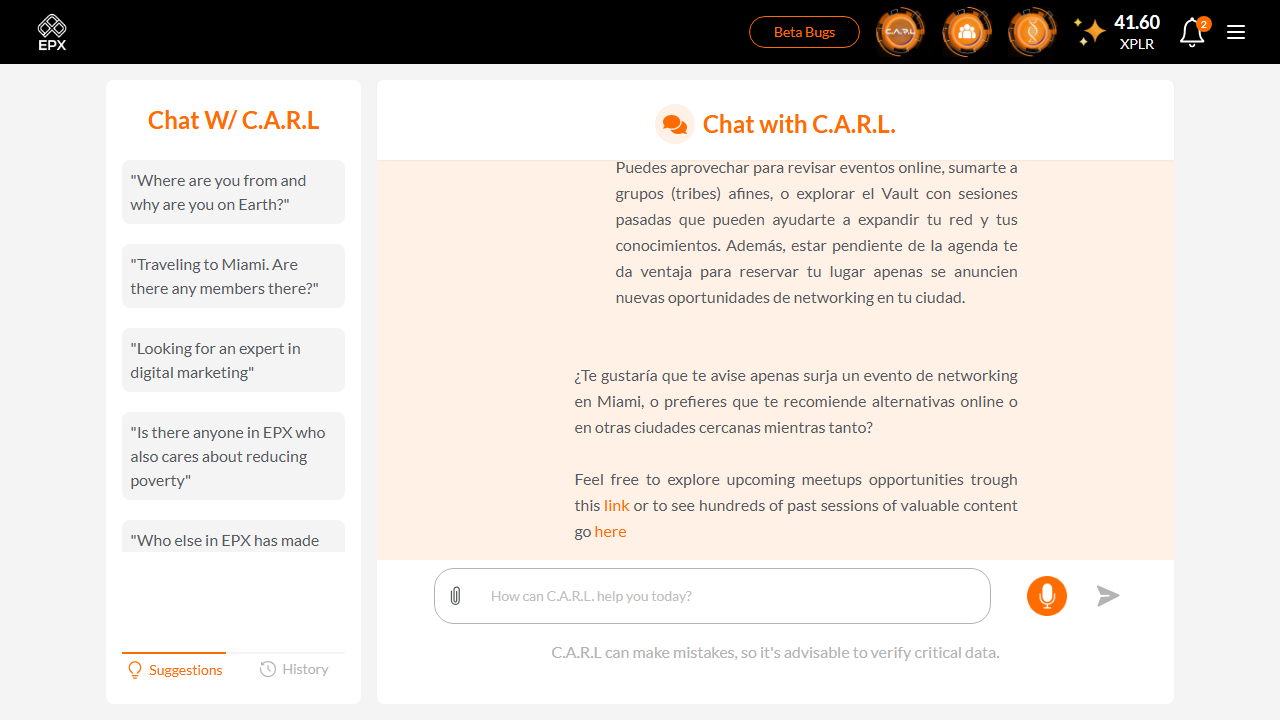 EPX
Beta Bugs
C.A.R.L
41.60
XPLR
2
Chat W/ C.A.R.L
"Where are you from and
why are you on Earth?"
"Traveling to Miami. Are
there any members there?"
"Looking for an expert in
digital marketing"
"Is there anyone in EPX who
also cares about reducing
poverty"
"Who else in EPX has made
Suggestions
History
Chat with C.A.R.L.
Puedes aprovechar para revisar eventos online, sumarte a
grupos (tribes) afines, o explorar el Vault con sesiones
pasadas que pueden ayudarte a expandir tu red y tus
conocimientos. Además, estar pendiente de la agenda te
da ventaja para reservar tu lugar apenas se anuncien
nuevas oportunidades de networking en tu ciudad.
¿Te gustaría que te avise apenas surja un evento de networking
en Miami, o prefieres que te recomiende alternativas online o
en otras ciudades cercanas mientras tanto?
Feel free to explore upcoming meetups opportunities trough
this link or to see hundreds of past sessions of valuable content
go here
How can C.A.R.L. help you today?
C.A.R.L can make mistakes, so it's advisable to verify critical data.